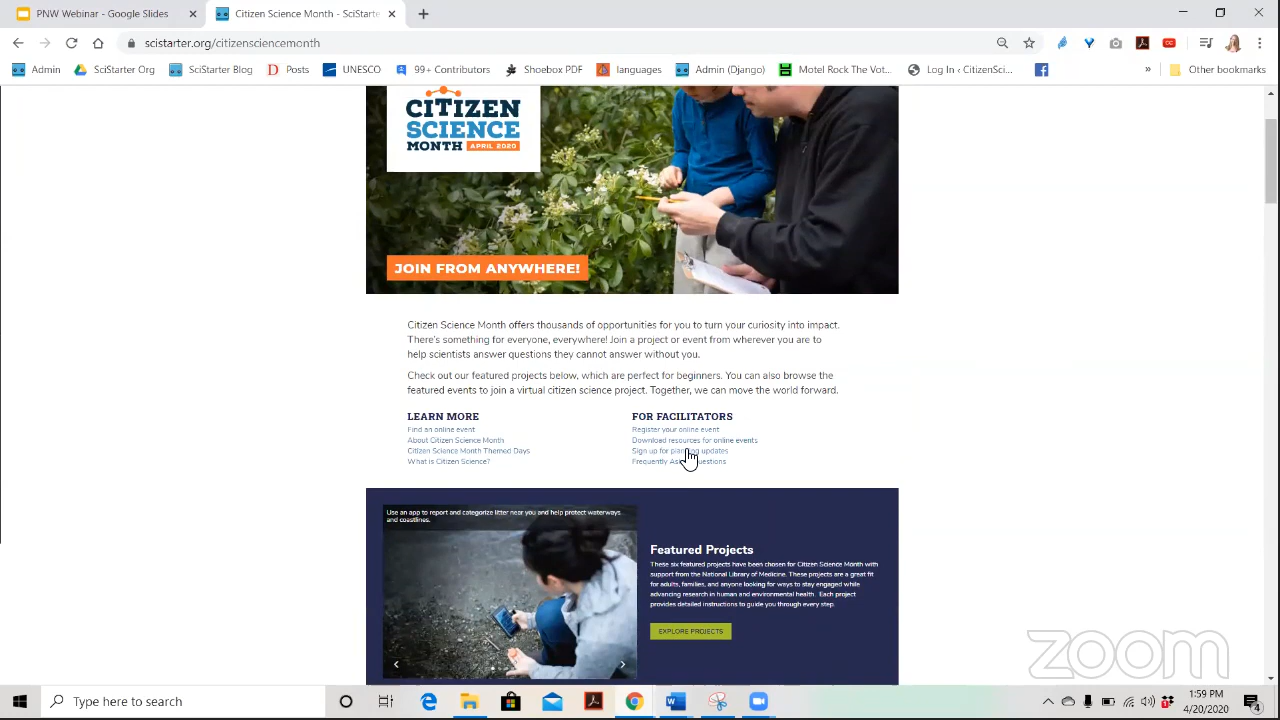 PNW Webinar - Google Slides
Citizen Science Month - SciStarte
scistarter.org/citizensciencemonth
Admin
SciStarter Org
SciStarter Blog
Posts
UNESCO
99+ Contributors
Shoebox PDF
languages
Admin (Django)
Motel Rock The Vot...
Log In - CitizenSci...
»
Other bookmarks
CITIZEN
SCIENCE
MONTH APRIL 2020
JOIN FROM ANYWHERE!
Citizen Science Month offers thousands of opportunities for you to turn your curiosity into impact.
There's something for everyone, everywhere! Join a project or event from wherever you are to
help scientists answer questions they cannot answer without you.
Check out our featured projects below, which are perfect for beginners. You can also browse the
featured events to join a virtual citizen science project. Together, we can move the world forward.
LEARN MORE
Find an online event
About Citizen Science Month
Citizen Science Month Themed Days
What is Citizen Science?
FOR FACILITATORS
Register your online event
Download resources for online events
Sign up for planning updates
Frequently Asked Questions
Use an app to report and categorize litter near you and help protect waterways
and coastlines.
Featured Projects
These six featured projects have been chosen for Citizen Science Month with
support from the National Library of Medicine. These projects are a great fit
for adults, families, and anyone looking for ways to stay engaged while
advancing research in human and environmental health. Each project
provides detailed instructions to guide you through every step.
EXPLORE PROJECTS
zoom
Type here to search
1:59 PM
4/20/2020